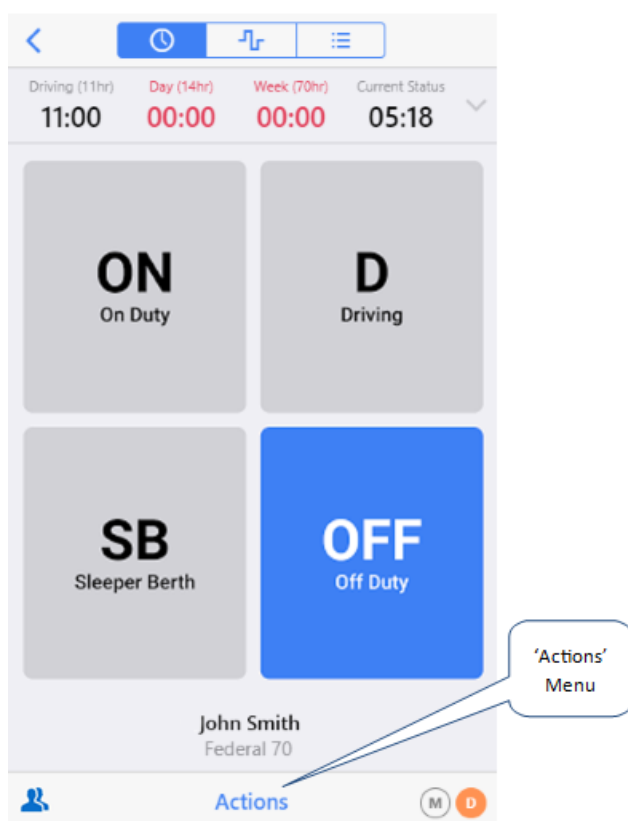 Driving (11hr) Day (14hr) Week (70hr) Current Status
11:00 00:00 00:00 05:18
ON
On Duty
D
Driving
SB
Sleeper Berth
OFF
Off Duty
‘Actions’
Menu
John Smith
Federal 70
Actions
M D